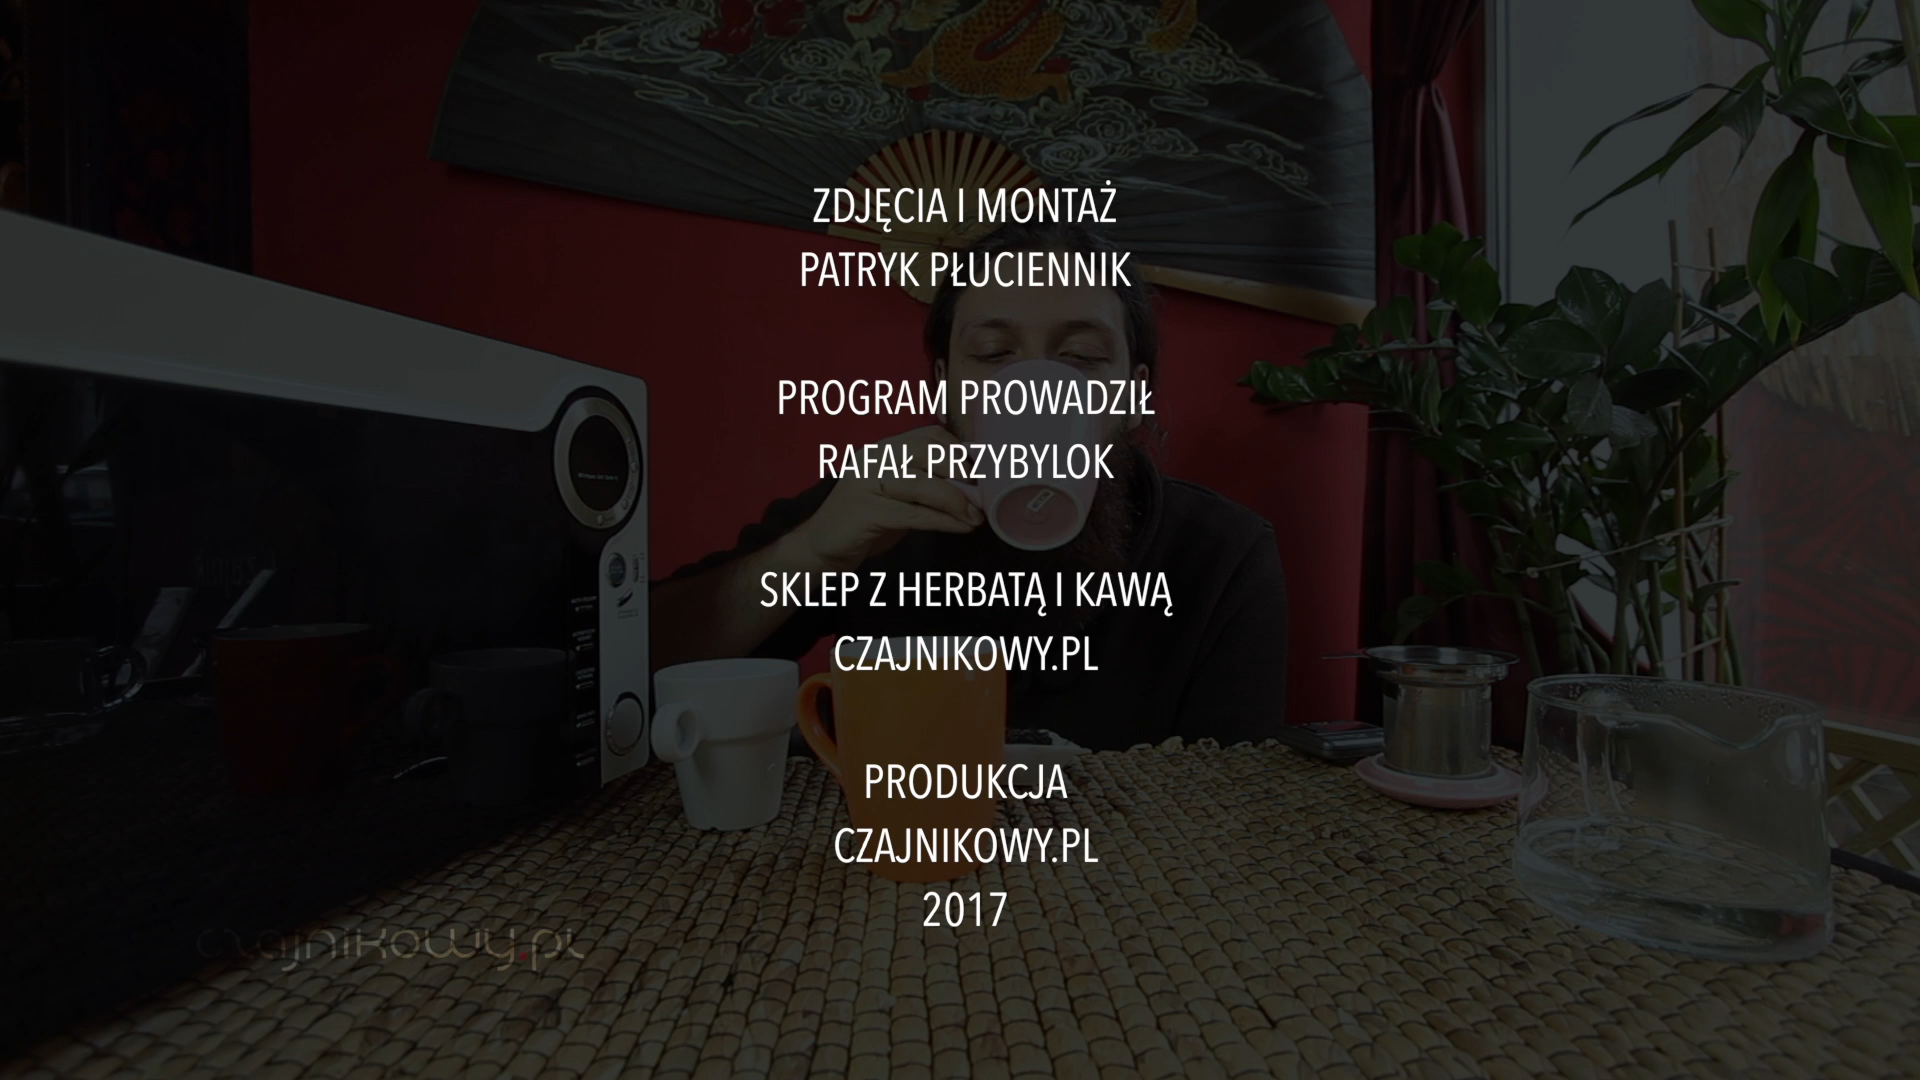 ZDJĘCIA I MONTAŻ
PATRYK PŁUCIENNIK
PROGRAM PROWADZIŁ
RAFAŁ PRZYBYLOK
SKLEP Z HERBATĄ I KAWĄ
CZAJNIKOWY.PL
PRODUKCJA
CZAJNIKOWY.PL
2017
czajnikowy.pl